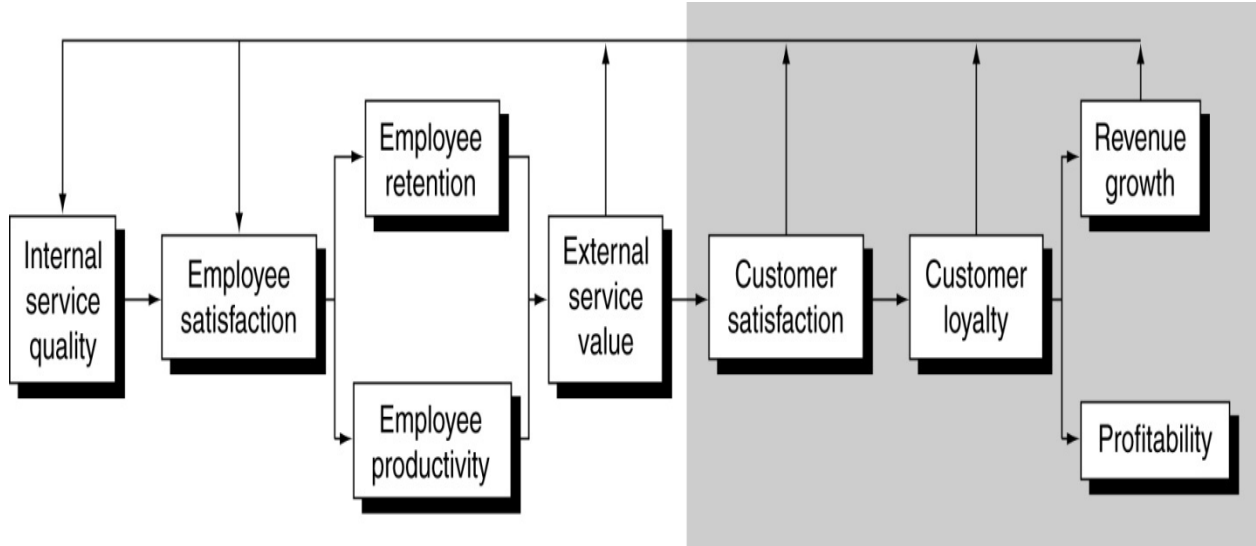 Internal
service
quality
Employee
satisfaction
Employee
retention
Employee
productivity
External
service
value
Customer
satisfaction
Customer
loyalty
Revenue
growth
Profitability